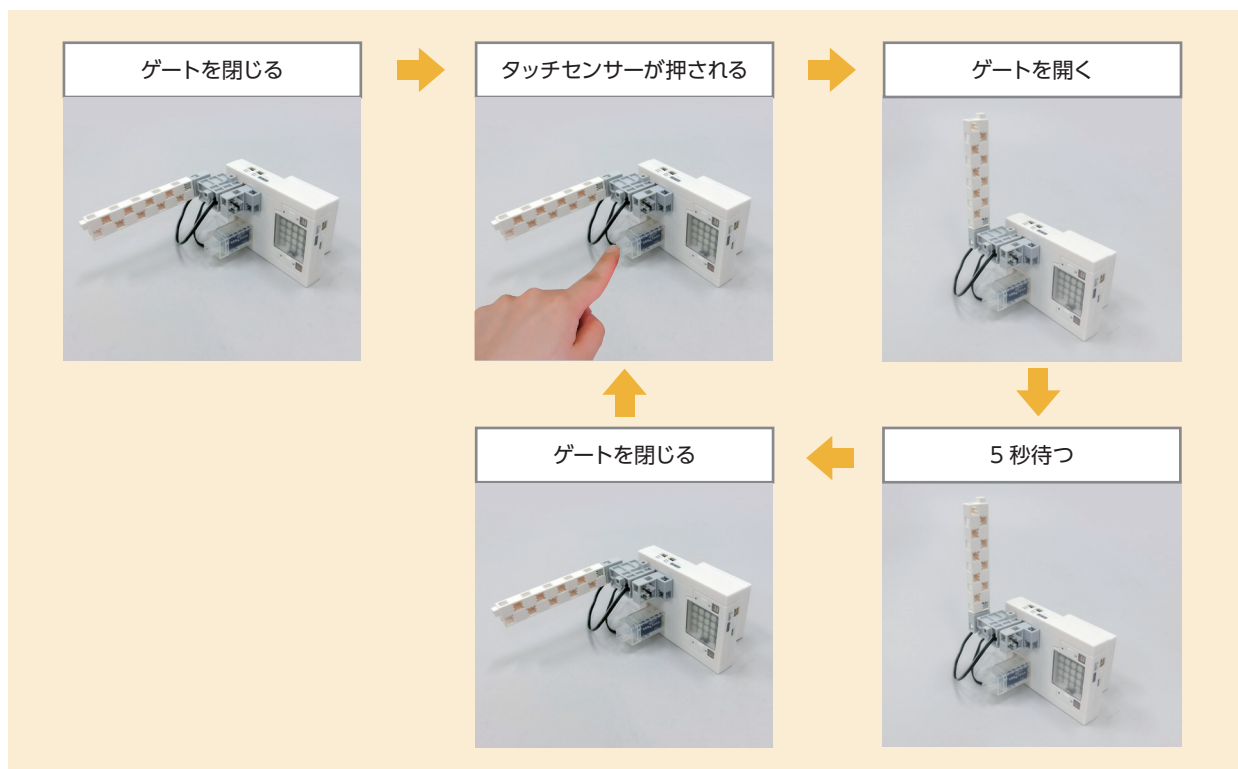 ゲートを閉じる
タッチセンサーが押される
ゲートを開く
ゲートを閉じる
5 秒待つ